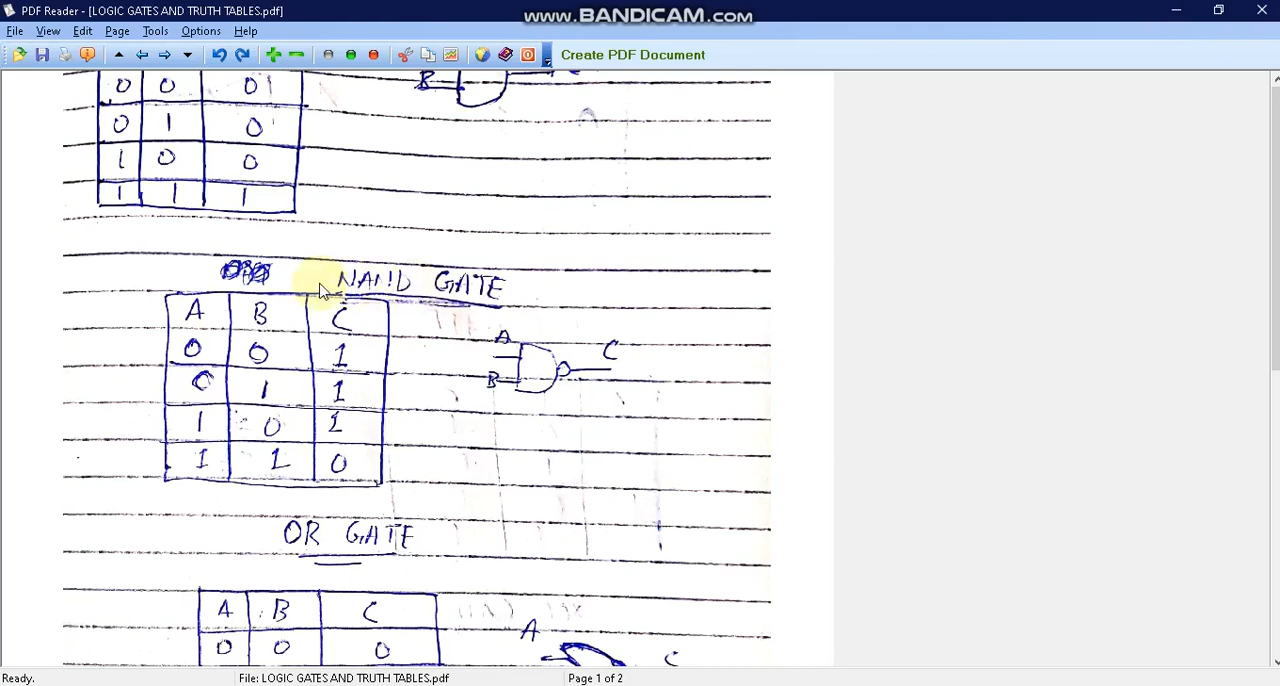 PDF Reader - [LOGIC GATES AND TRUTH TABLES.pdf]
www.BANDICAM.com
File View Edit Page Tools Options Help
Create PDF Document
B
0 0 0
0 1 0
1 0 0
1 1 1
NAND GATE
A B C
0 0 1
0 1 1
1 0 1
1 1 0
A
B
C
OR GATE
A B C
0 0 0
A
C
Ready. File: LOGIC GATES AND TRUTH TABLES.pdf Page 1 of 2